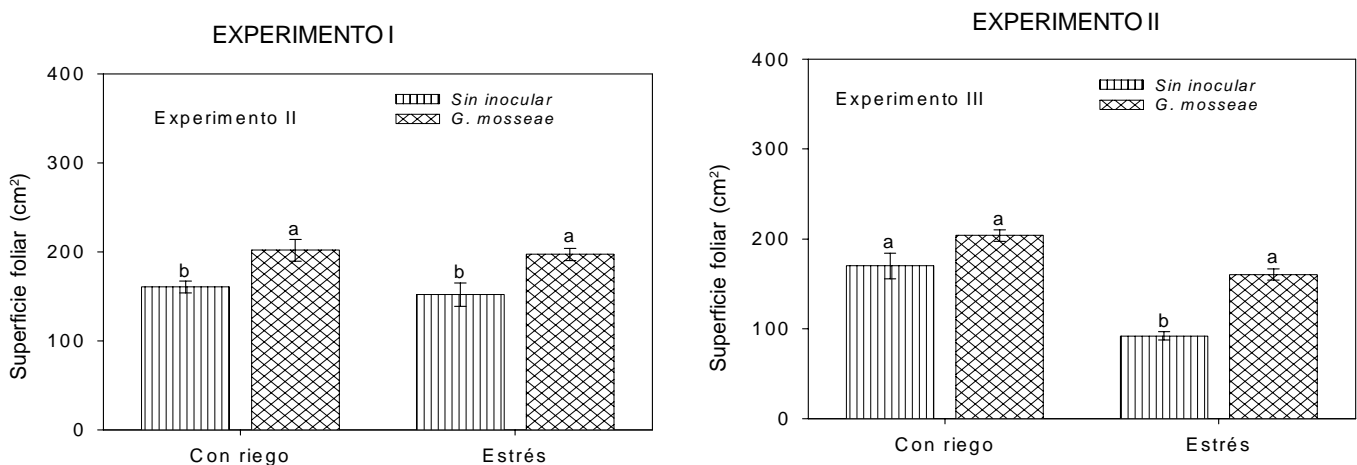 EXPERIMENTO I
400
300
200
100
0
Superficie foliar (cm²)
Experimento II
Sin inocular
G. mosseae
b
a
b
a
Con riego
Estrés
EXPERIMENTO II
400
300
200
100
0
Superficie foliar (cm²)
Experimento III
Sin inocular
G. mosseae
a
a
b
a
Con riego
Estrés